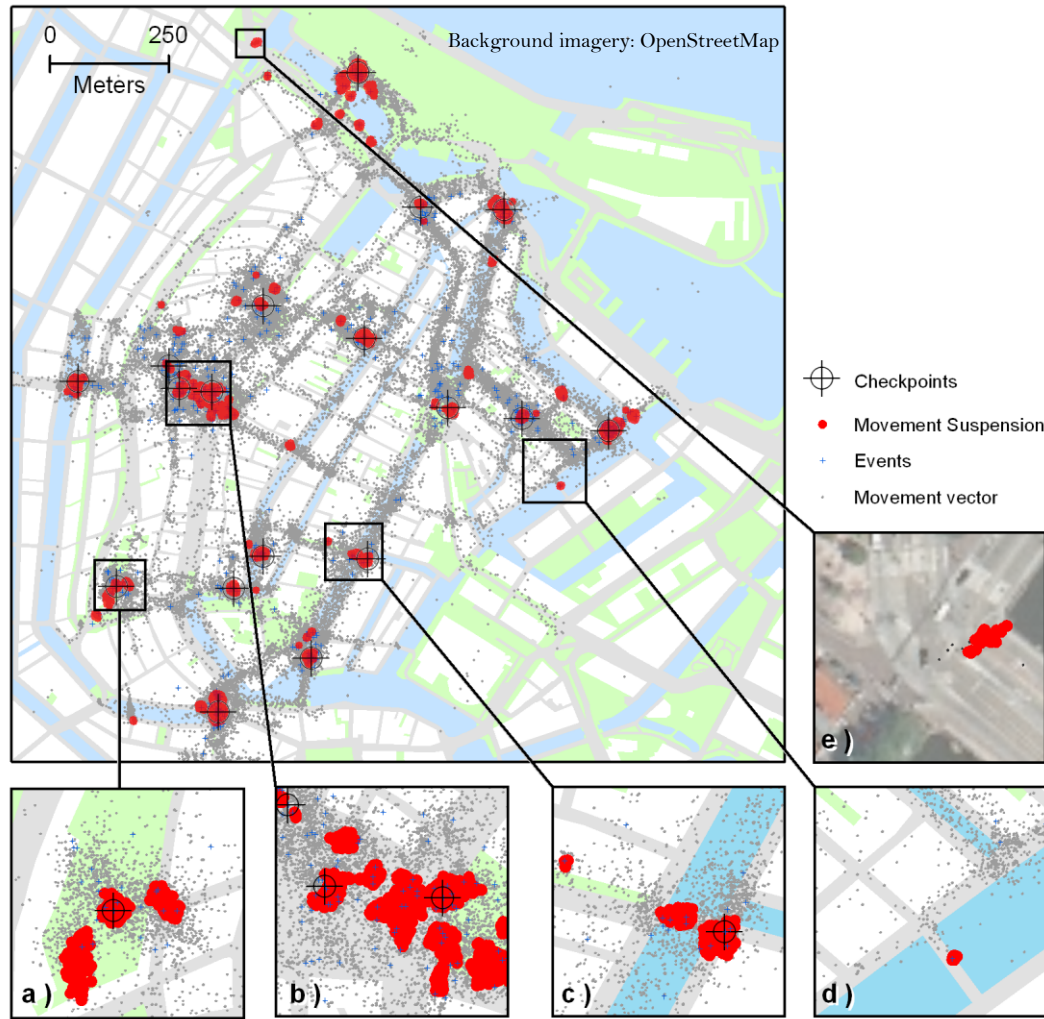 0 250
Meters
Background imagery: OpenStreetMap
Checkpoints
Movement Suspension
Events
Movement vector
e )
a )
b )
c )
d )